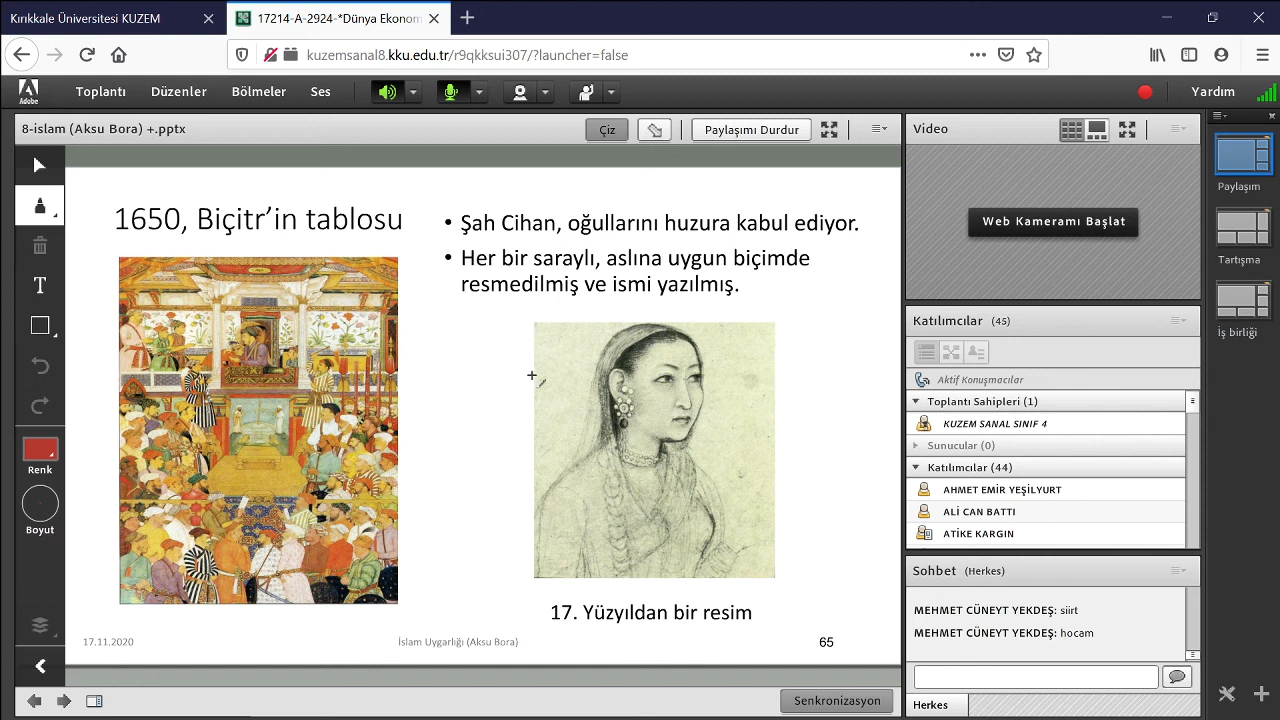 Kırıkkale Üniversitesi KUZEM
17214-A-2924-*Dünya Ekonom
kuzemsanal8.kku.edu.tr/r9qkksui307/?launcher=false
Adobe
Toplantı
Düzenler
Bölmeler
Ses
Yardım
8-islam (Aksu Bora) +.pptx
Çiz
Paylaşımı Durdur
Video
Web Kameramı Başlat
Paylaşım
Tartışma
İş birliği
1650, Biçitr’in tablosu
• Şah Cihan, oğullarını huzura kabul ediyor.
• Her bir saraylı, aslına uygun biçimde
resmedilmiş ve ismi yazılmış.
17. Yüzyıldan bir resim
17.11.2020
İslam Uygarlığı (Aksu Bora)
65
T
Renk
Boyut
Senkronizasyon
Katılımcılar (45)
Aktif Konuşmacılar
Toplantı Sahipleri (1)
KUZEM SANAL SINIF 4
Sunucular (0)
Katılımcılar (44)
AHMET EMİR YEŞİLYURT
ALİ CAN BATTI
ATİKE KARGIN
Sohbet (Herkes)
MEHMET CÜNEYT YEKDEŞ: siirt
MEHMET CÜNEYT YEKDEŞ: hocam
Herkes